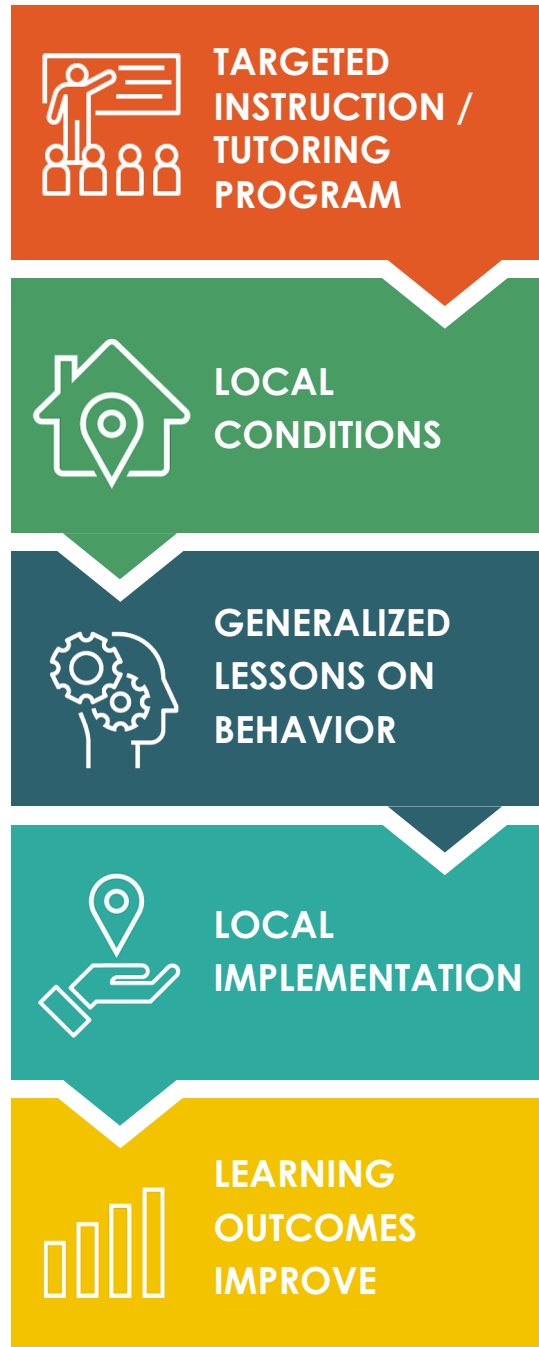 TARGETED
INSTRUCTION /
TUTORING
PROGRAM
LOCAL
CONDITIONS
GENERALIZED
LESSONS ON
BEHAVIOR
LOCAL
IMPLEMENTATION
LEARNING
OUTCOMES
IMPROVE